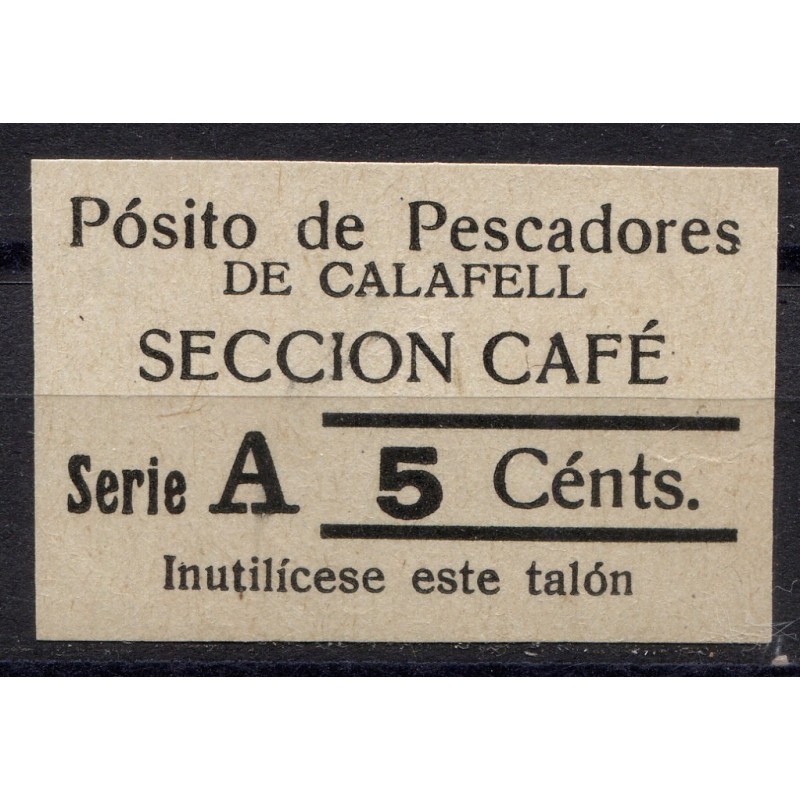 Pósito de Pescadores
DE CALAFELL
SECCION CAFÉ
Serie A 5 Cénts.
Inutilícese este talón